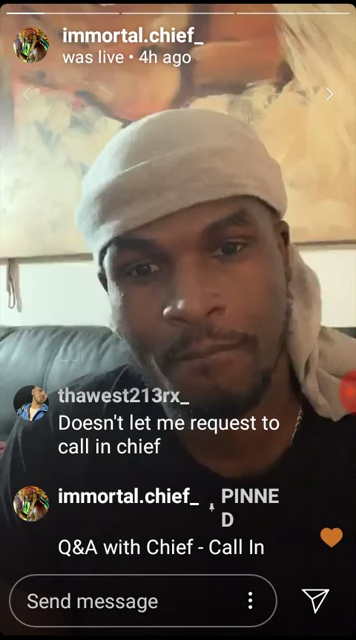 immortal.chief_
was live • 4h ago
thawest213rx_
Doesn't let me request to
call in chief
immortal.chief_ PINNE
D
Q&A with Chief - Call In
Send message